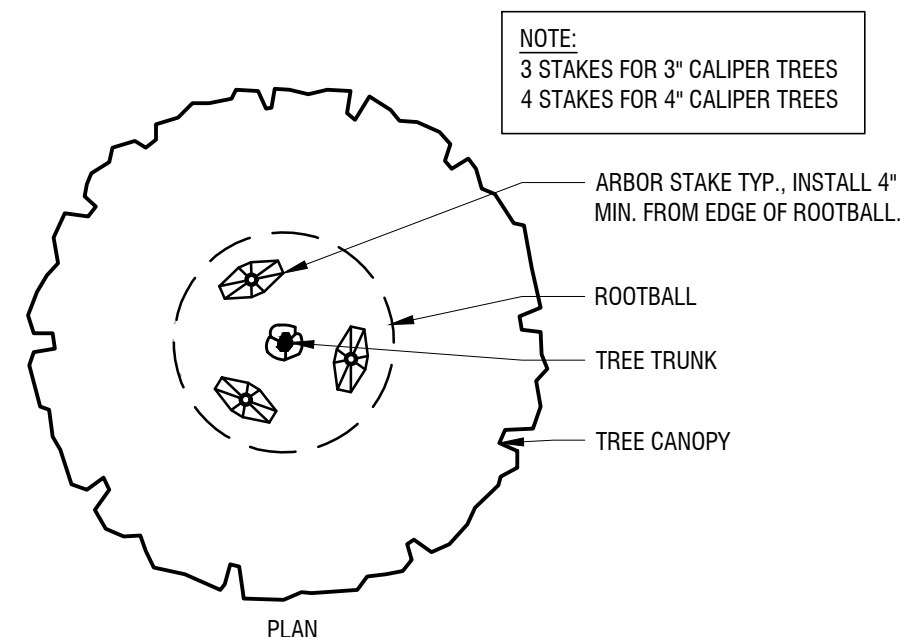 NOTE:
3 STAKES FOR 3" CALIPER TREES
4 STAKES FOR 4" CALIPER TREES
ARBOR STAKE TYP., INSTALL 4"
MIN. FROM EDGE OF ROOTBALL.
ROOTBALL
TREE TRUNK
TREE CANOPY
PLAN